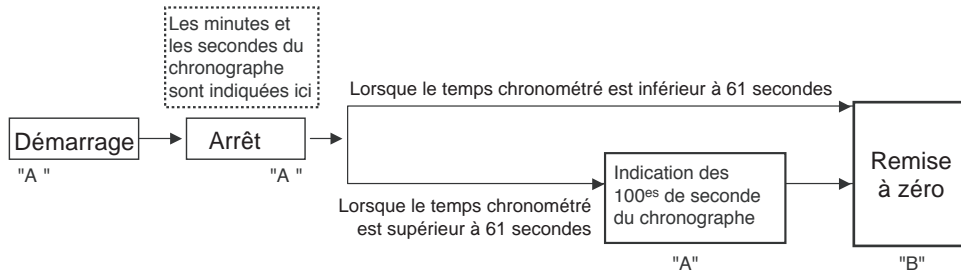 Les minutes et
les secondes du
chronographe
sont indiquées ici
Lorsque le temps chronométré est inférieur à 61 secondes
Démarrage
Arrêt
"A "
"A "
Lorsque le temps chronométré
est supérieur à 61 secondes
Indication des
100es de seconde
du chronographe
"A"
Remise
à zéro
"B"